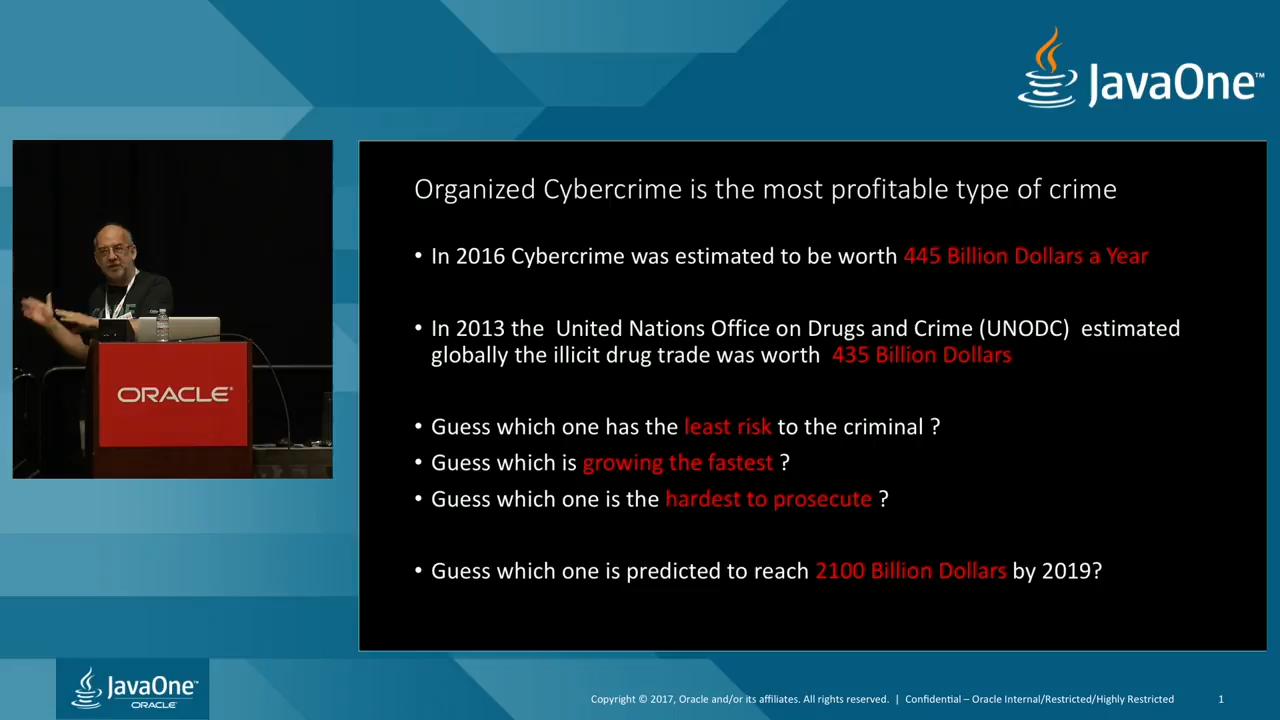 JavaOne™
Organized Cybercrime is the most profitable type of crime
• In 2016 Cybercrime was estimated to be worth 445 Billion Dollars a Year
• In 2013 the United Nations Office on Drugs and Crime (UNODC) estimated
globally the illicit drug trade was worth 435 Billion Dollars
ORACLE®
• Guess which one has the least risk to the criminal ?
• Guess which is growing the fastest ?
• Guess which one is the hardest to prosecute ?
• Guess which one is predicted to reach 2100 Billion Dollars by 2019?
JavaOne™
ORACLE®
Copyright © 2017, Oracle and/or its affiliates. All rights reserved. | Confidential – Oracle Internal/Restricted/Highly Restricted 1